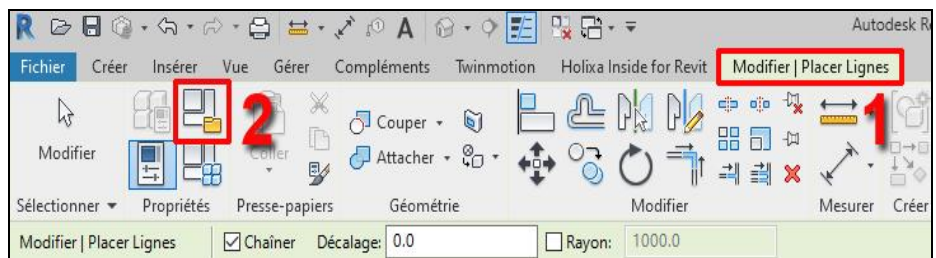 R A Autodesk Re
Fichier Créer Insérer Vue Gérer Compléments Twinmotion Holixa Inside for Revit Modifier | Placer Lignes
1
2
Couper
Modifier Coller Attacher
Sélectionner Propriétés Presse-papiers Géométrie Modifier Mesurer Créer
Modifier | Placer Lignes Chaîner Décalage: 0.0 Rayon: 1000.0